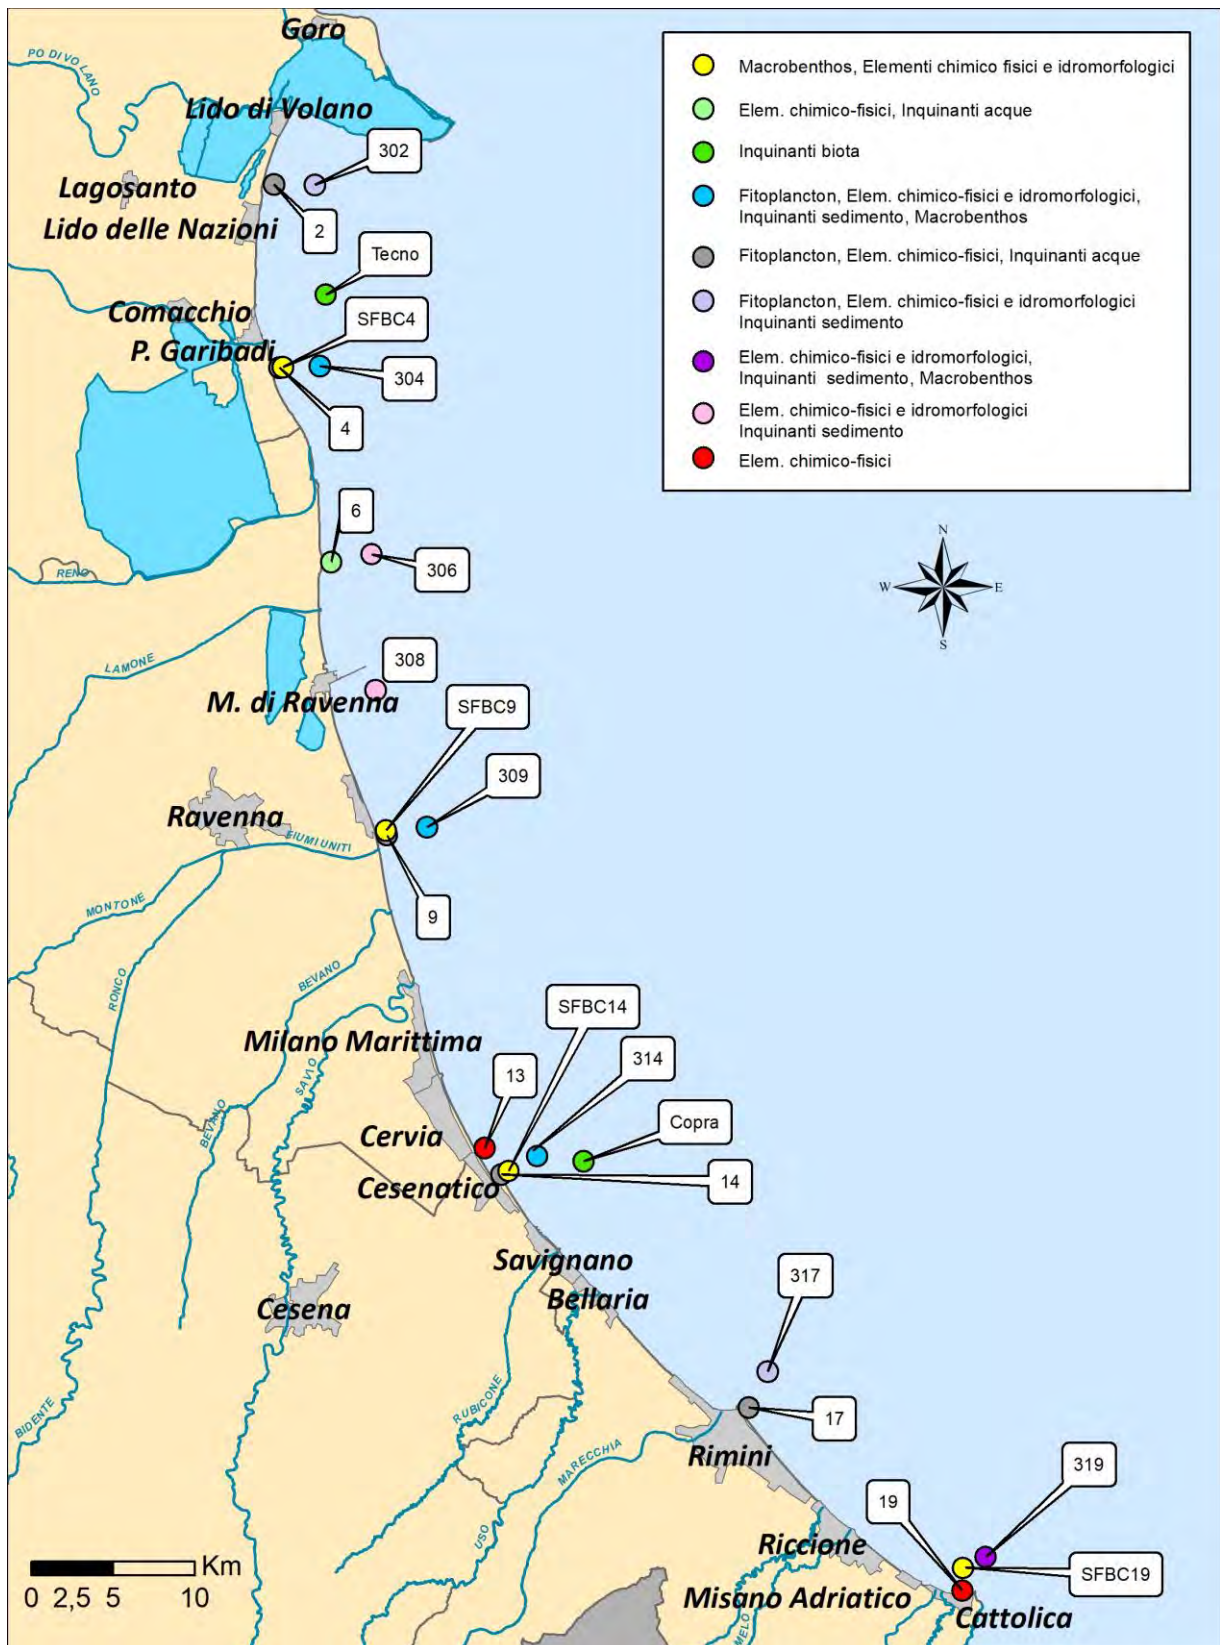 Goro
PO DI VOLANO
Lido di Volano
302
Lagosanto
Lido delle Nazioni
2
Tecno
Comacchio
SFBC4
P. Garibadi
304
4
6
306
RENO
LAMONE
308
M. di Ravenna
SFBC9
309
Ravenna
FIUMI UNITI
MONTONE
9
RONCO
BEVANO
SFBC14
Milano Marittima
314
SAVIO
13
BEVANO
Cervia
Copra
Cesenatico
14
Savignano
Bellaria
317
Cesena
RUBICONE
BIDENTE
17
MARECCHIA
Rimini
319
19
USO
Riccione
SFBC19
Misano Adriatico
Cattolica
MELO
Km
0 2,5 5 10
Macrobenthos, Elementi chimico fisici e idromorfologici
Elem. chimico-fisici, Inquinanti acque
Inquinanti biota
Fitoplancton, Elem. chimico-fisici e idromorfologici,
Inquinanti sedimento, Macrobenthos
Fitoplancton, Elem. chimico-fisici, Inquinanti acque
Fitoplancton, Elem. chimico-fisici e idromorfologici
Inquinanti sedimento
Elem. chimico-fisici e idromorfologici,
Inquinanti sedimento, Macrobenthos
Elem. chimico-fisici e idromorfologici
Inquinanti sedimento
Elem. chimico-fisici
N
W
E
S